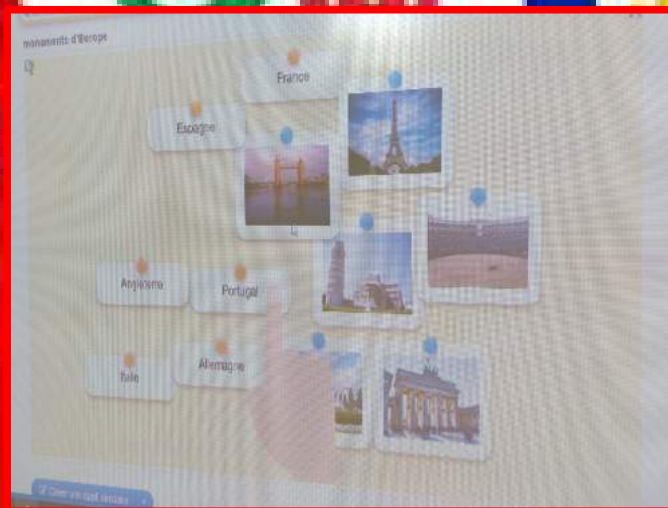 monuments d'Europe
France
Espagne
Angleterre
Portugal
Allemagne
Italie